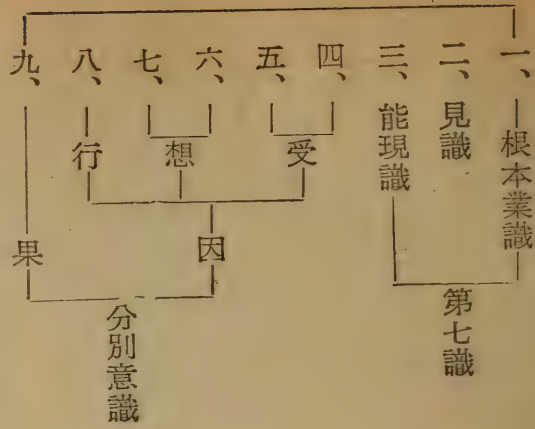 一、根本業識
二、見識
三、能現識
第七識
四、
五、
受
六、
七、
想
八、行
因
九、果
分別意識